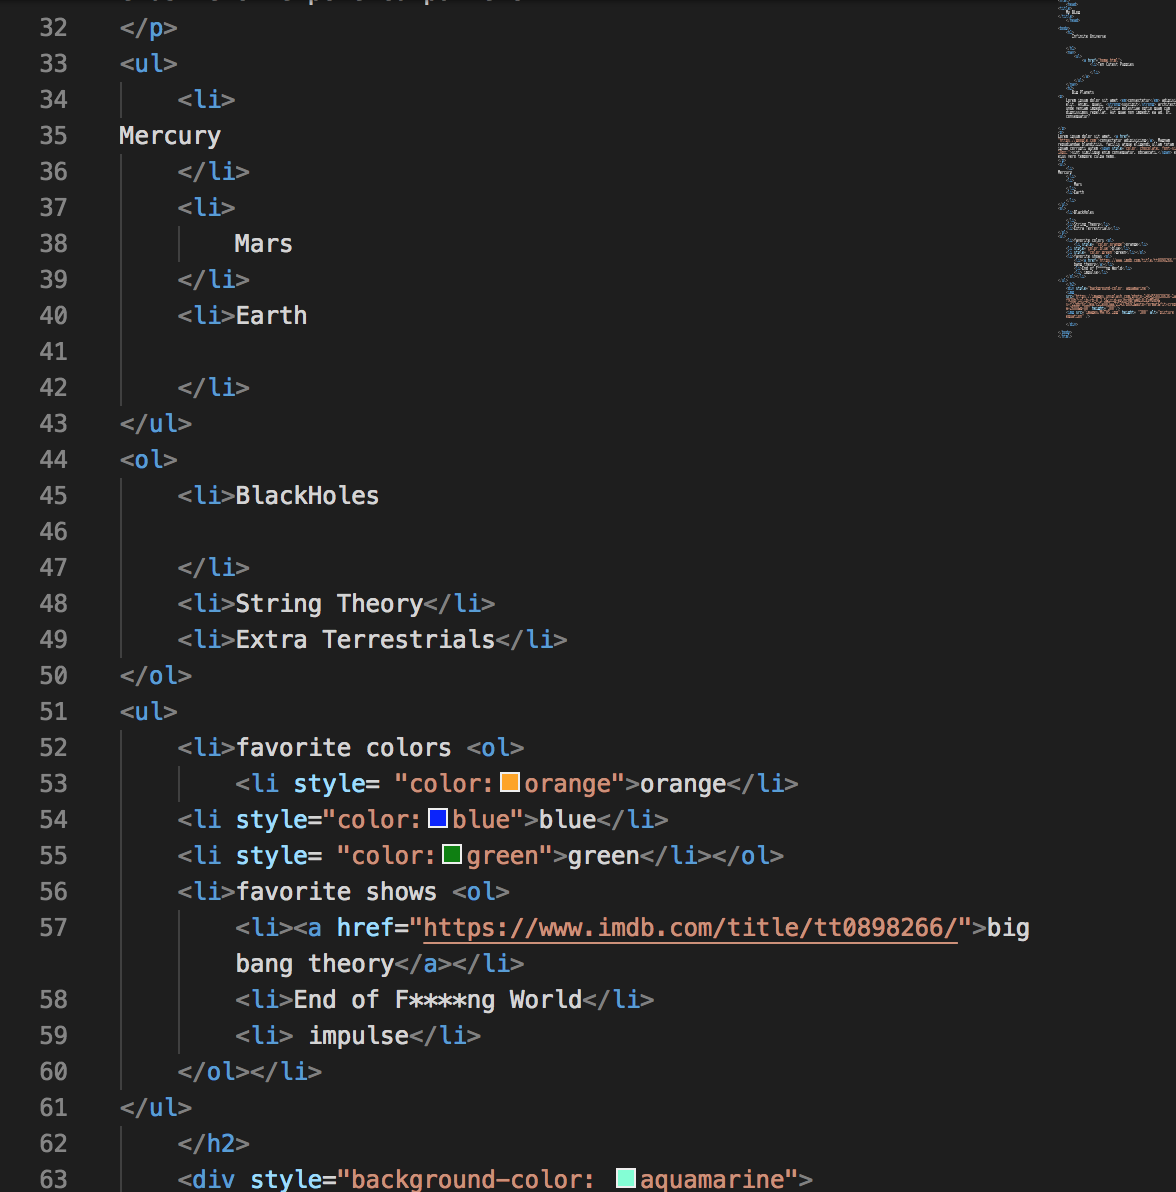 32 </p>
33 <ul>
34 <li>
35 Mercury
36 </li>
37 <li>
38 Mars
39 </li>
40 <li>Earth
41
42 </li>
43 </ul>
44 <ol>
45 <li>BlackHoles
46
47 </li>
48 <li>String Theory</li>
49 <li>Extra Terrestrials</li>
50 </ol>
51 <ul>
52 <li>favorite colors <ol>
53 <li style= "color:orange">orange</li>
54 <li style="color:blue">blue</li>
55 <li style= "color:green">green</li></ol>
56 <li>favorite shows <ol>
57 <li><a href="https://www.imdb.com/title/tt0898266/">big
bang theory</a></li>
58 <li>End of F****ng World</li>
59 <li> impulse</li>
60 </ol></li>
61 </ul>
62 </h2>
63 <div style="background-color: aquamarine">